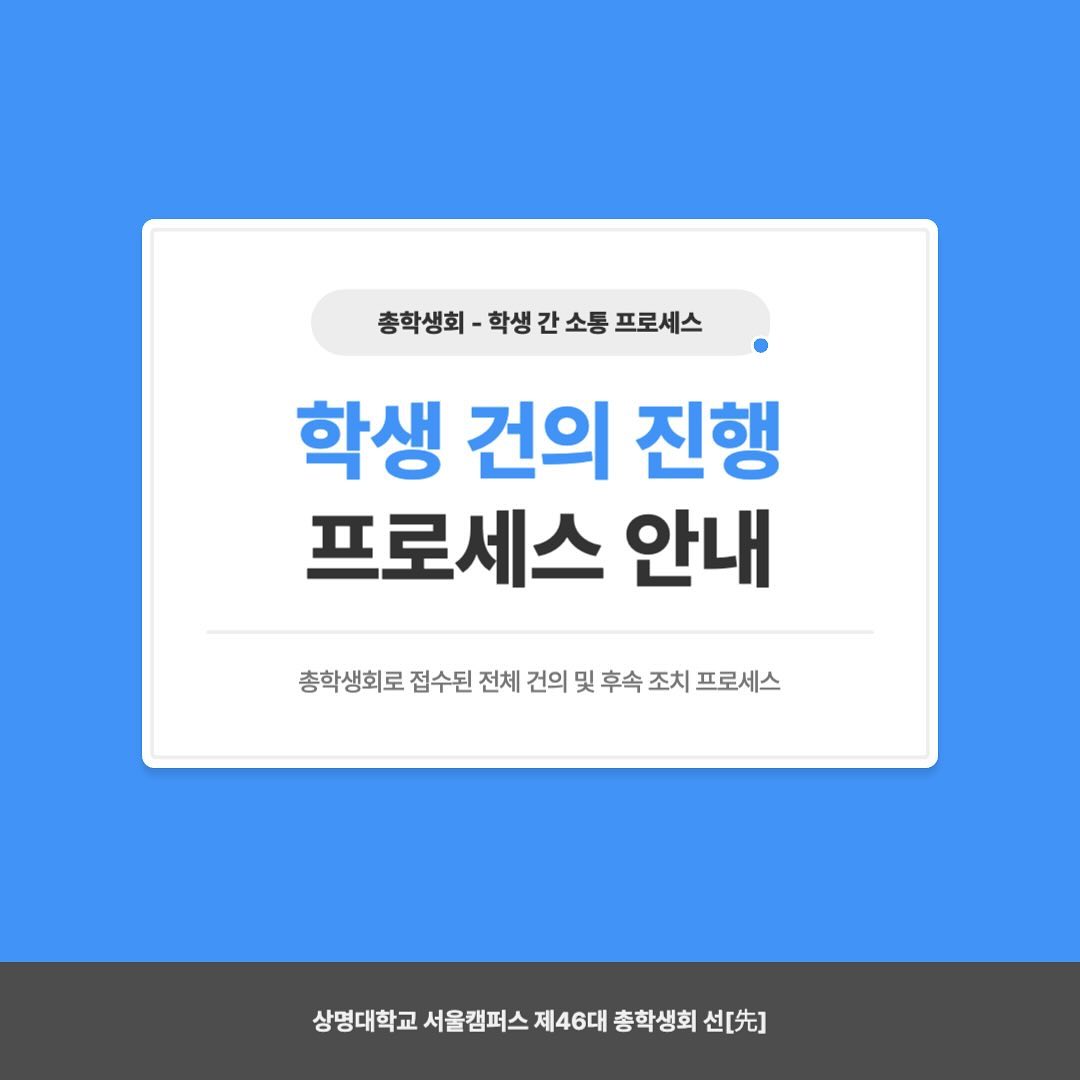 총학생회 - 학생 간 소통 프로세스
학생 건의 진행
프로세스 안내
총학생회로 접수된 전체 건의 및 후속 조치 프로세스
상명대학교 서울캠퍼스 제46대 총학생회 선[先]